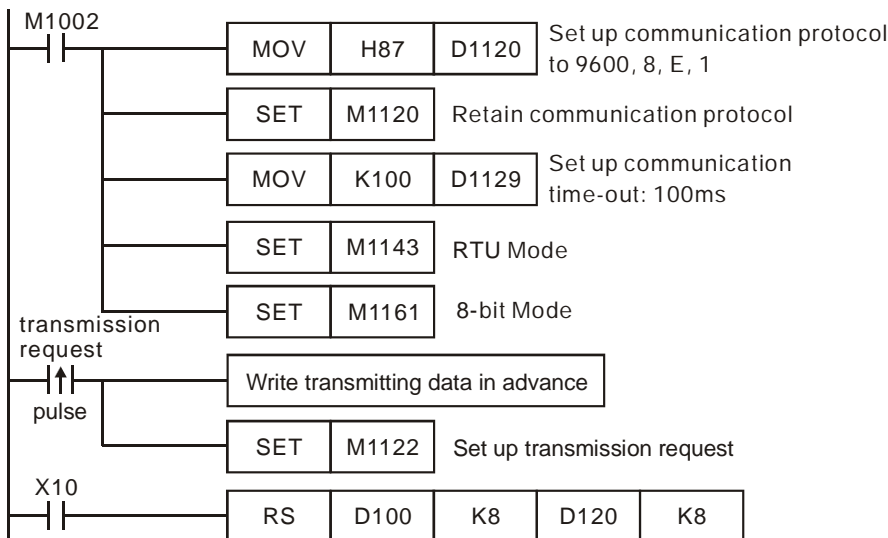 M1002
MOV H87 D1120 Set up communication protocol
to 9600, 8, E, 1
SET M1120 Retain communication protocol
MOV K100 D1129 Set up communication
time-out: 100ms
SET M1143 RTU Mode
SET M1161 8-bit Mode
transmission
request
Write transmitting data in advance
pulse
SET M1122 Set up transmission request
X10
RS D100 K8 D120 K8